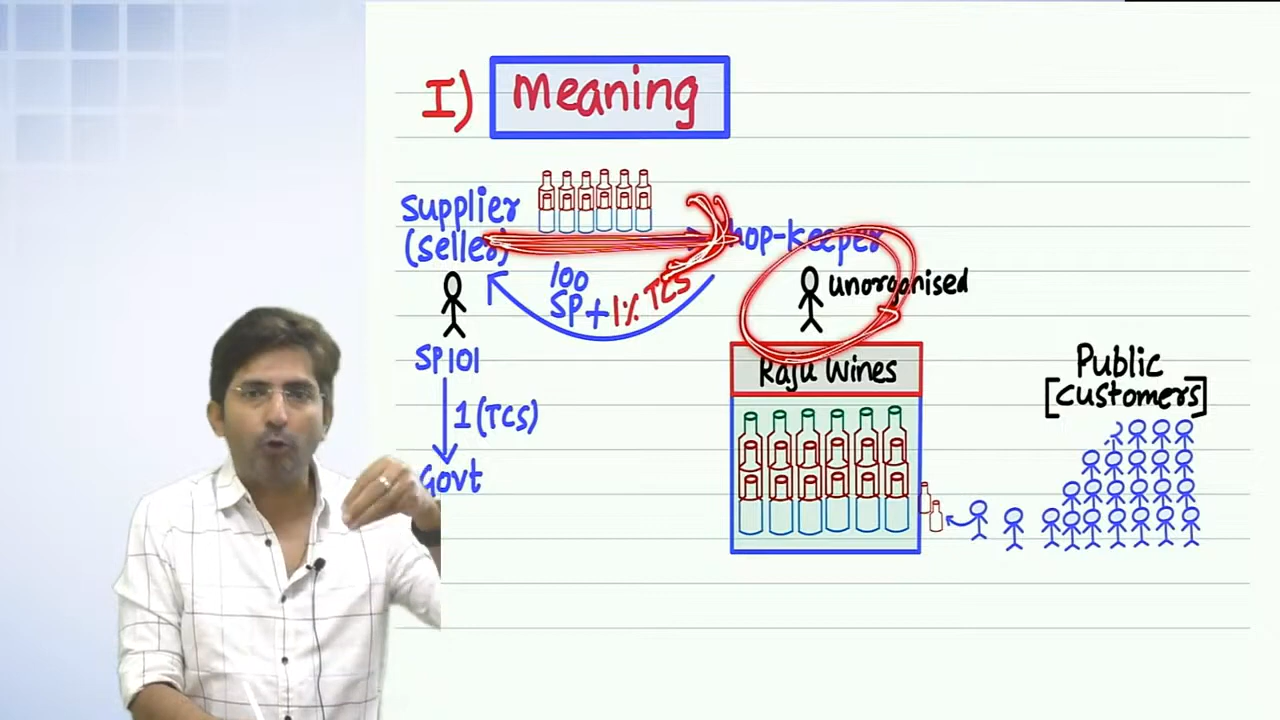 I) Meaning
Supplier
(seller)
shop-keeper
100
SP + 1% TCS
unorganised
SP 101
1 (TCS)
Govt
Raju Wines
Public
[customers]